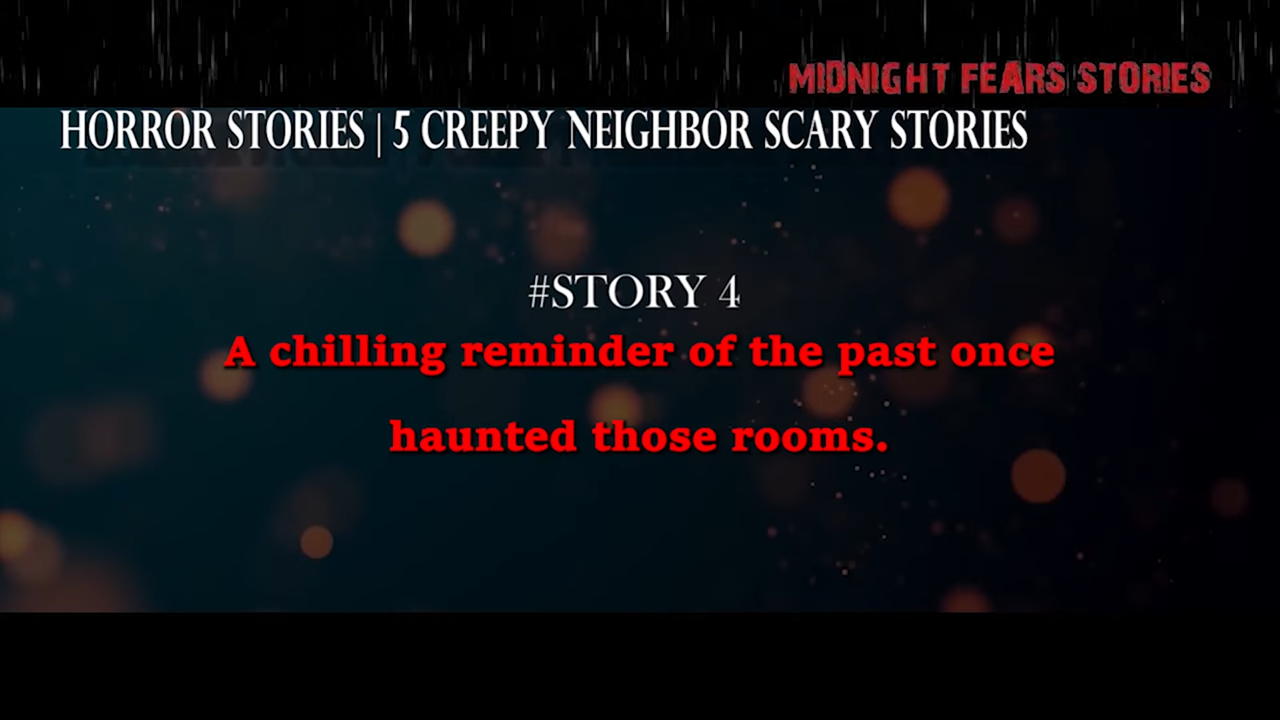 MIDNIGHT FEARS STORIES
HORROR STORIES | 5 CREEPY NEIGHBOR SCARY STORIES
#STORY 4
A chilling reminder of the past once
haunted those rooms.